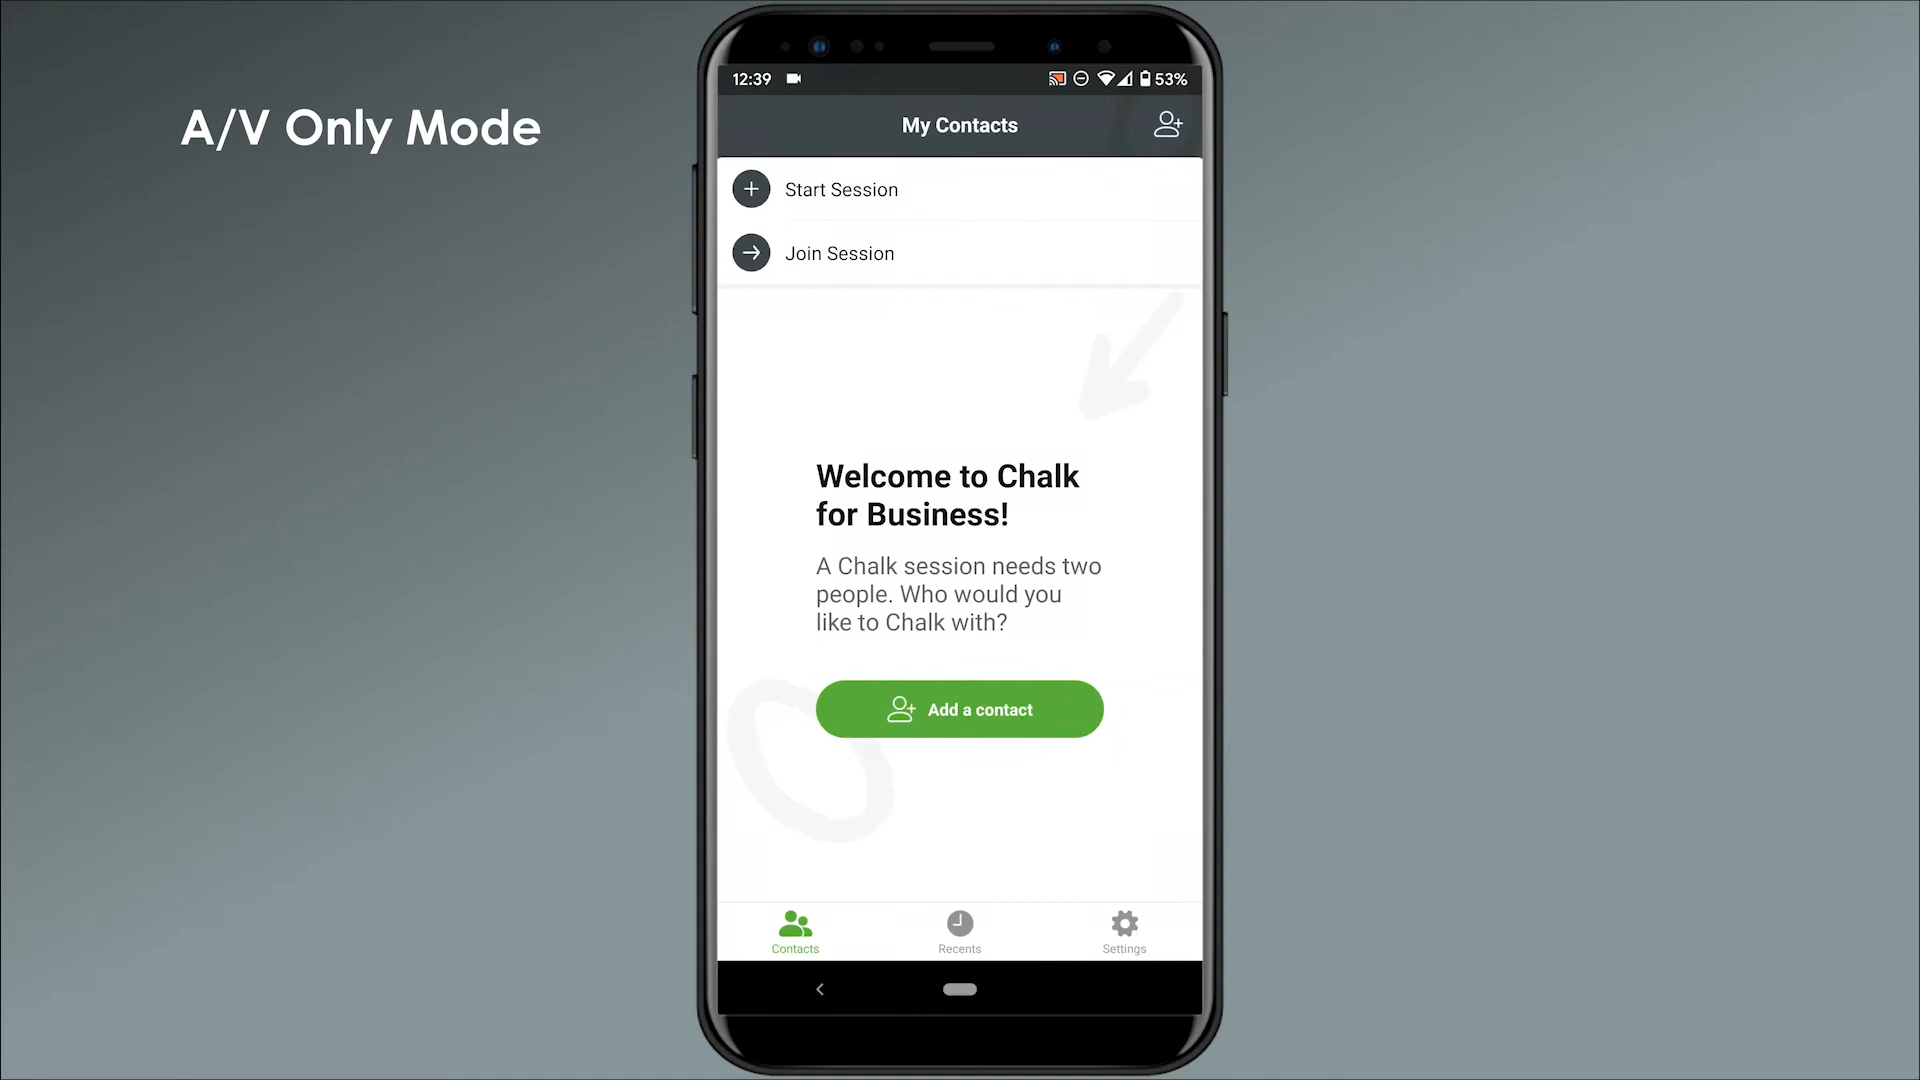 A/V Only Mode
12:39
53%
My Contacts
Start Session
Join Session
Welcome to Chalk
for Business!
A Chalk session needs two
people. Who would you
like to Chalk with?
Add a contact
Contacts
Recents
Settings